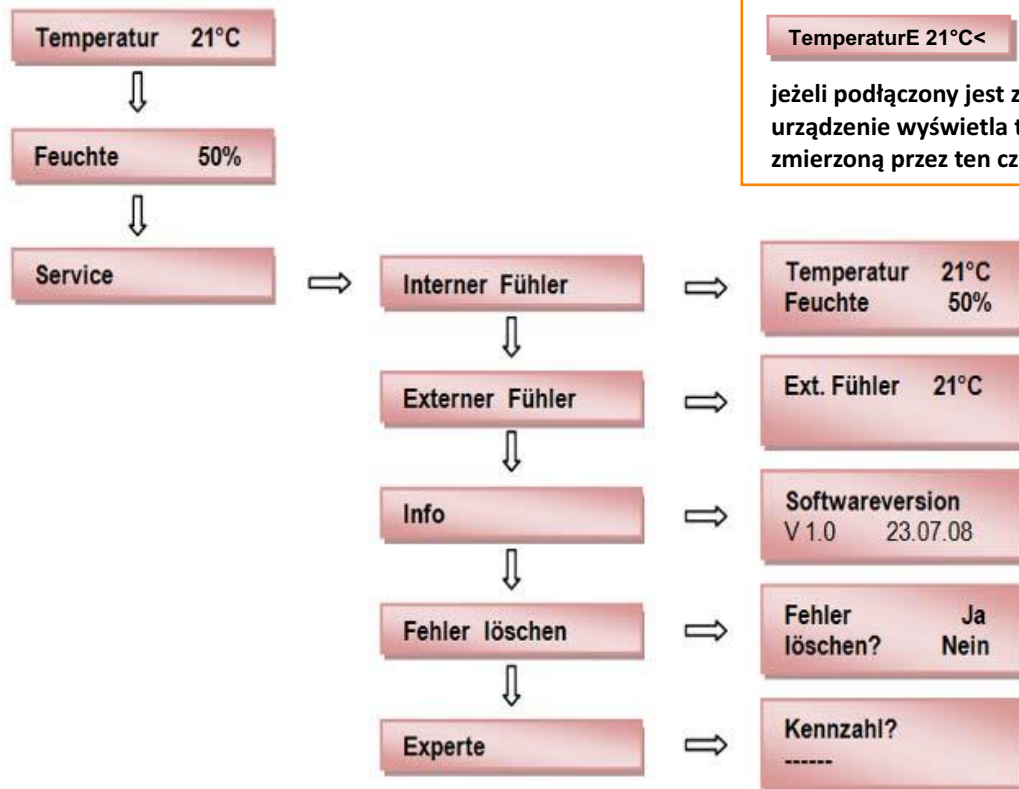 Temperatur 21°C
TemperaturE 21°C<
jeżeli podłączony jest
urządzenie wyświetla
zmierzoną przez ten
Feuchte 50%
Service
Interner Fühler
Temperatur 21°C
Feuchte 50%
Externer Fühler
Ext. Fühler 21°C
Info
Softwareversion
V 1.0 23.07.08
Fehler löschen
Fehler Ja
löschen? Nein
Experte
Kennzahl?
------